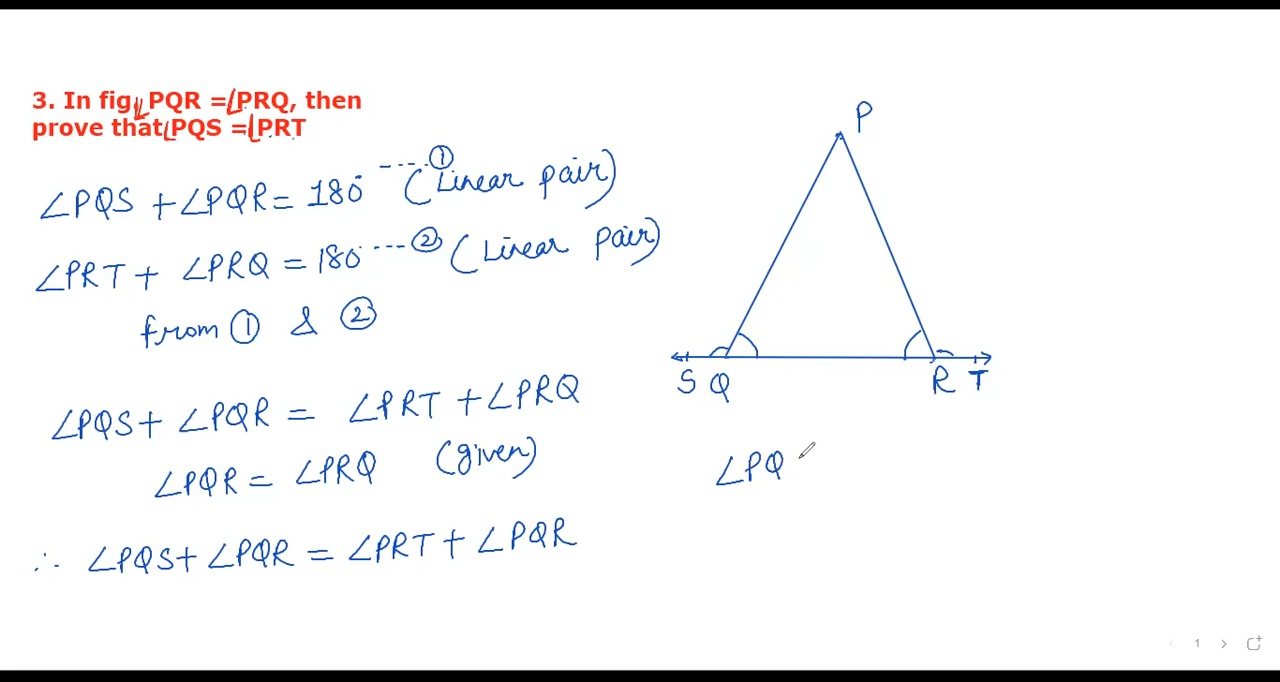 3. In fig, ∠PQR =∠PRQ, then
prove that ∠PQS =∠PRT
∠PQS + ∠PQR = 180° ---- ① (Linear pair)
∠PRT + ∠PRQ = 180 ---- ② (Linear Pair)
from ① & ②
∠PQS + ∠PQR = ∠PRT + ∠PRQ
∠PQR = ∠PRQ (given)
∴ ∠PQS + ∠PQR = ∠PRT + ∠PQR
P
S Q R T
∠PQ
1